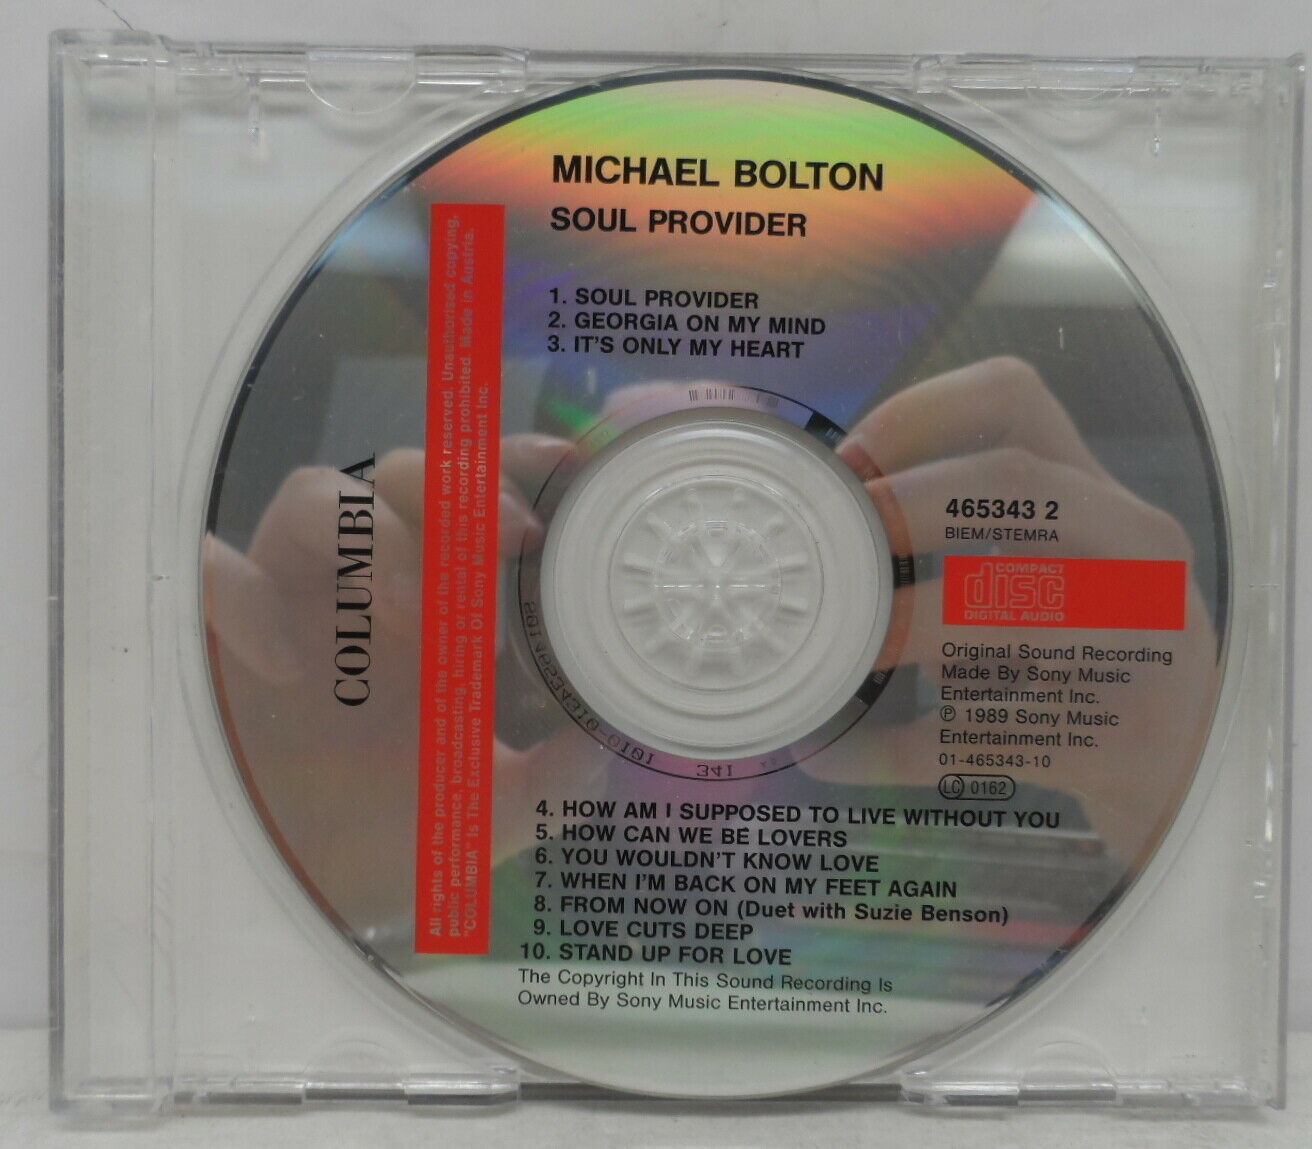 MICHAEL BOLTON
SOUL PROVIDER
1. SOUL PROVIDER
2. GEORGIA ON MY MIND
3. IT'S ONLY MY HEART
COLUMBIA
All rights of the producer and of the owner of the recorded work reserved. Unauthorised copying,
public performance, broadcasting, hiring or rental of this recording prohibited. Made in Austria.
"COLUMBIA" is The Exclusive Trademark Of Sony Music Entertainment Inc.
465343 2
BIEM/STEMRA
COMPACT
disc
DIGITAL AUDIO
Original Sound Recording
Made By Sony Music
Entertainment Inc.
℗ 1989 Sony Music
Entertainment Inc.
01-465343-10
LC 0162
341
4. HOW AM I SUPPOSED TO LIVE WITHOUT YOU
5. HOW CAN WE BE LOVERS
6. YOU WOULDN'T KNOW LOVE
7. WHEN I'M BACK ON MY FEET AGAIN
8. FROM NOW ON (Duet with Suzie Benson)
9. LOVE CUTS DEEP
10. STAND UP FOR LOVE
The Copyright In This Sound Recording Is
Owned By Sony Music Entertainment Inc.